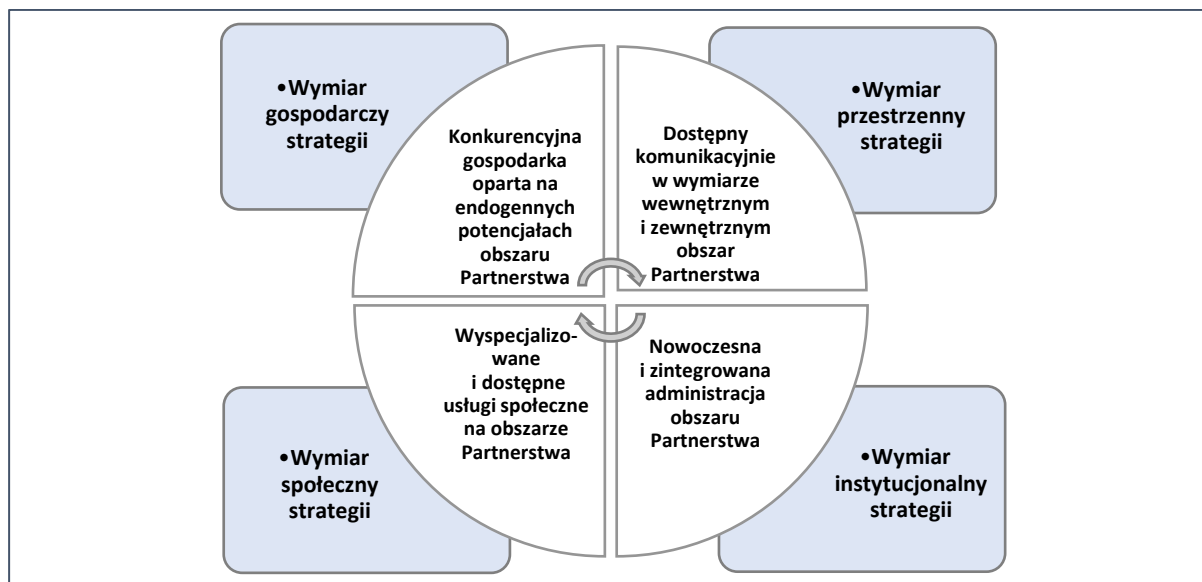 •Wymiar
gospodarczy
strategii
Konkurencyjna
gospodarka
oparta na
endogennych
potencjałach
obszaru
Partnerstwa
Dostępny
komunikacyjnie
w wymiarze
wewnętrznym
i zewnętrznym
obszar
Partnerstwa
•Wymiar
przestrzenny
strategii
•Wymiar
społeczny
strategii
Wyspecjalizo-
wane
i dostępne
usługi społeczne
na obszarze
Partnerstwa
Nowoczesna
i zintegrowana
administracja
obszaru
Partnerstwa
•Wymiar
instytucjonalny
strategii